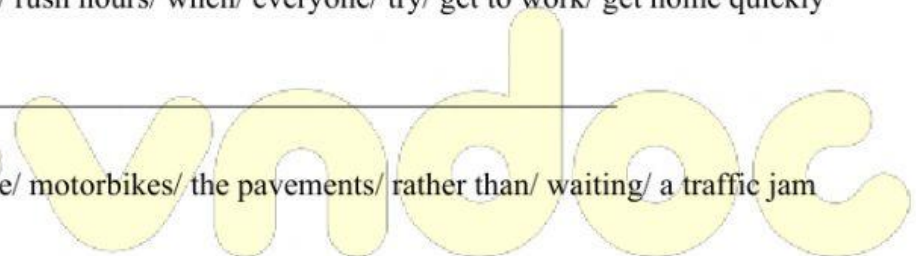 / rush hours/ when/ everyone/ try/ get to work/ get home quickly
e/ motorbikes/ the pavements/ rather than/ waiting/ a traffic jam
vndoc